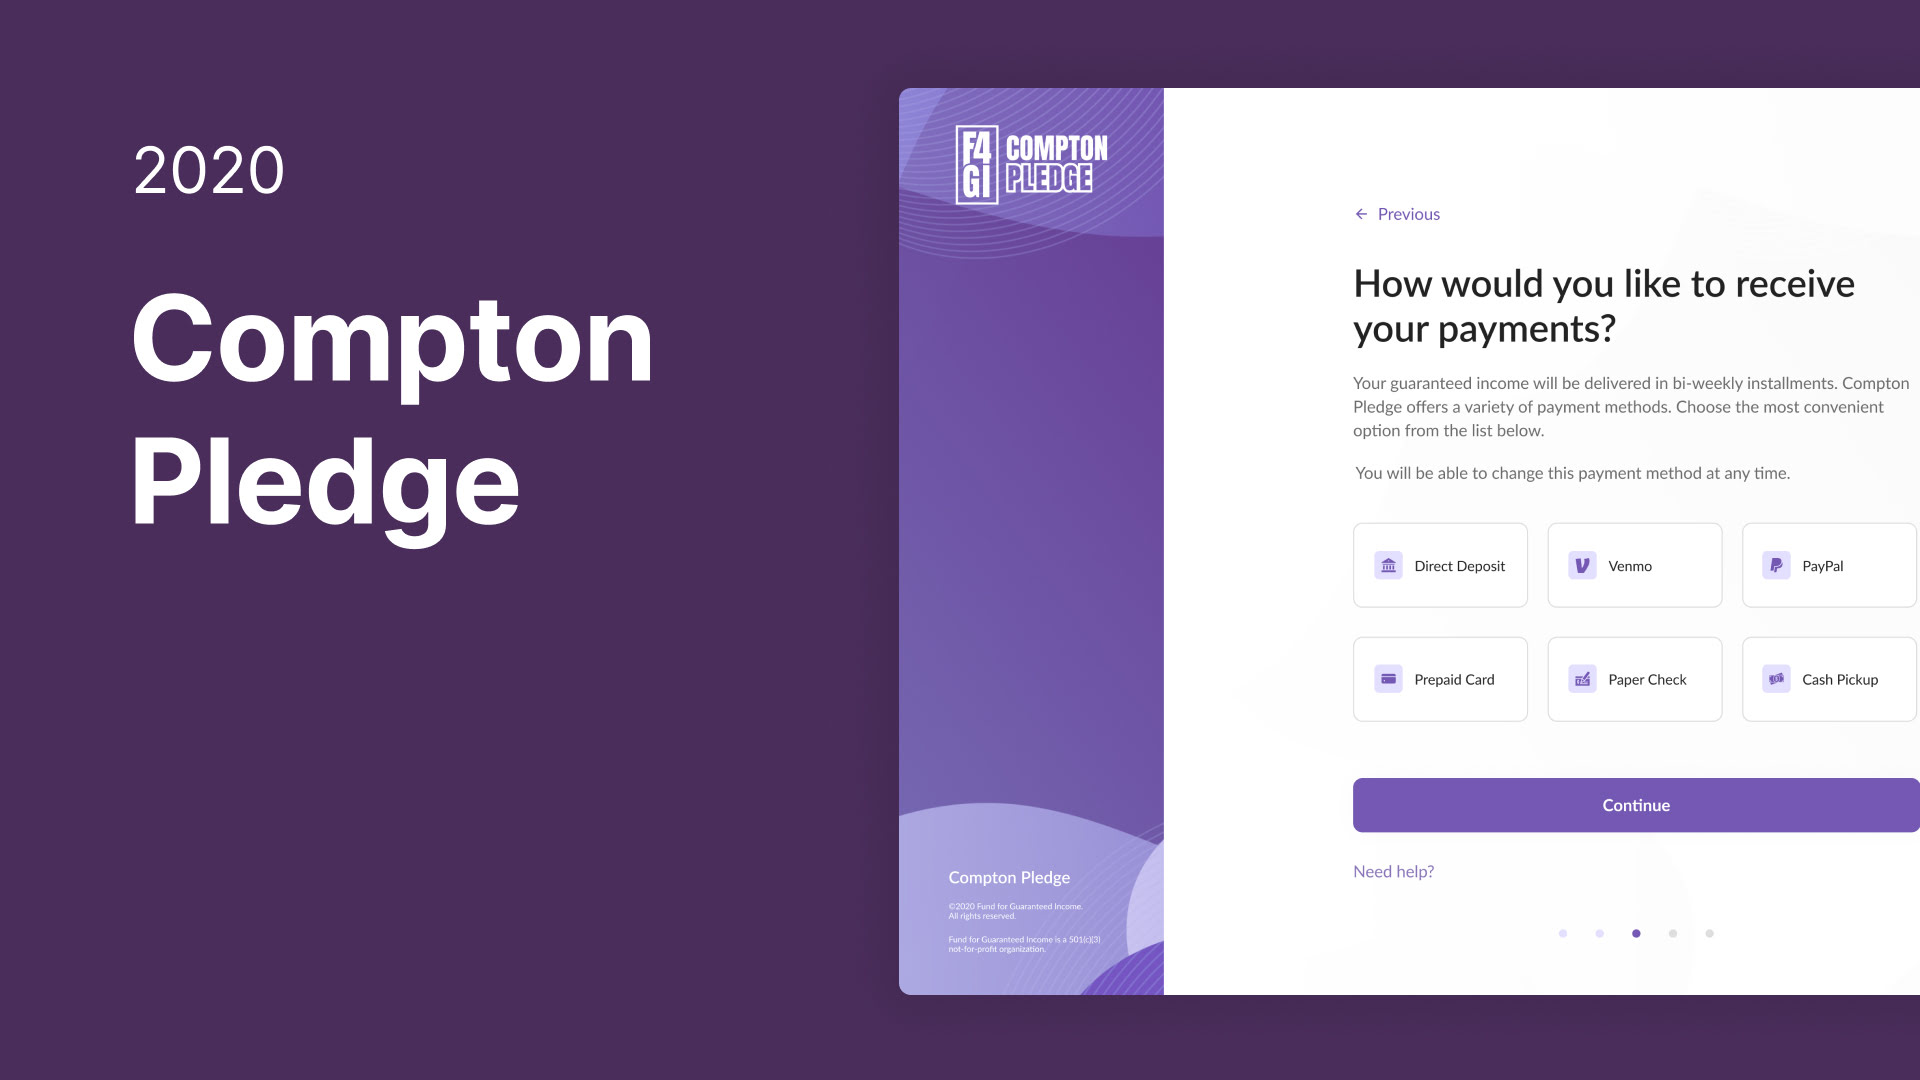 2020
Compton
Pledge
F4
GI
COMPTON
PLEDGE
Compton Pledge
©2020 Fund for Guaranteed Income.
All rights reserved.
Fund for Guaranteed Income is a 501(c)(3)
not-for-profit organization.
Previous
How would you like to receive
your payments?
Your guaranteed income will be delivered in bi-weekly installments. Compton
Pledge offers a variety of payment methods. Choose the most convenient
option from the list below.
You will be able to change this payment method at any time.
Direct Deposit
Venmo
PayPal
Prepaid Card
Paper Check
Cash Pickup
Continue
Need help?